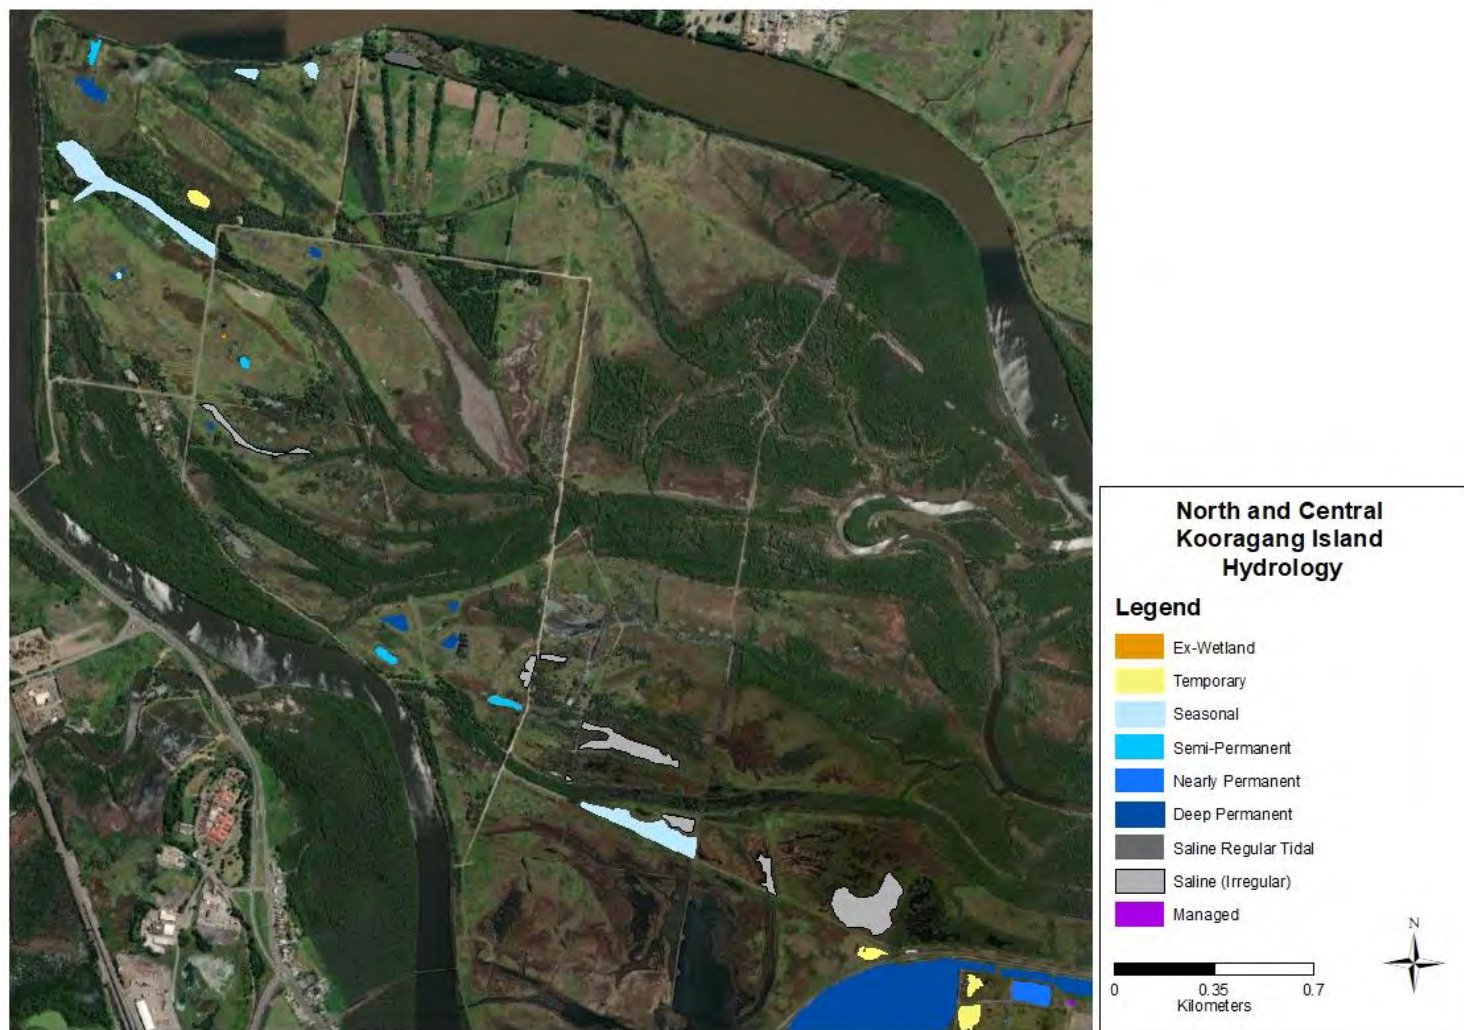 North and Central
Kooragang Island
Hydrology
Legend
Ex-Wetland
Temporary
Seasonal
Semi-Permanent
Nearly Permanent
Deep Permanent
Saline Regular Tidal
Saline (Irregular)
Managed
N
0 0.35 0.7
Kilometers